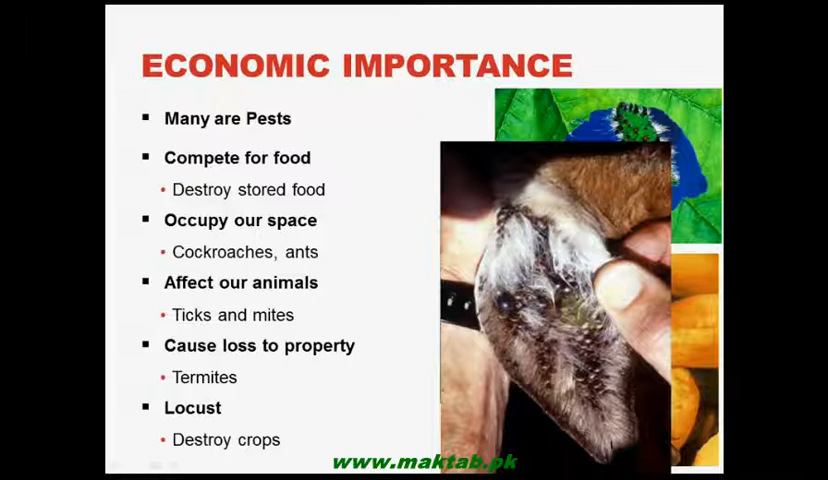 ECONOMIC IMPORTANCE
▪ Many are Pests
▪ Compete for food
• Destroy stored food
▪ Occupy our space
• Cockroaches, ants
▪ Affect our animals
• Ticks and mites
▪ Cause loss to property
• Termites
▪ Locust
• Destroy crops
www.maktab.pk